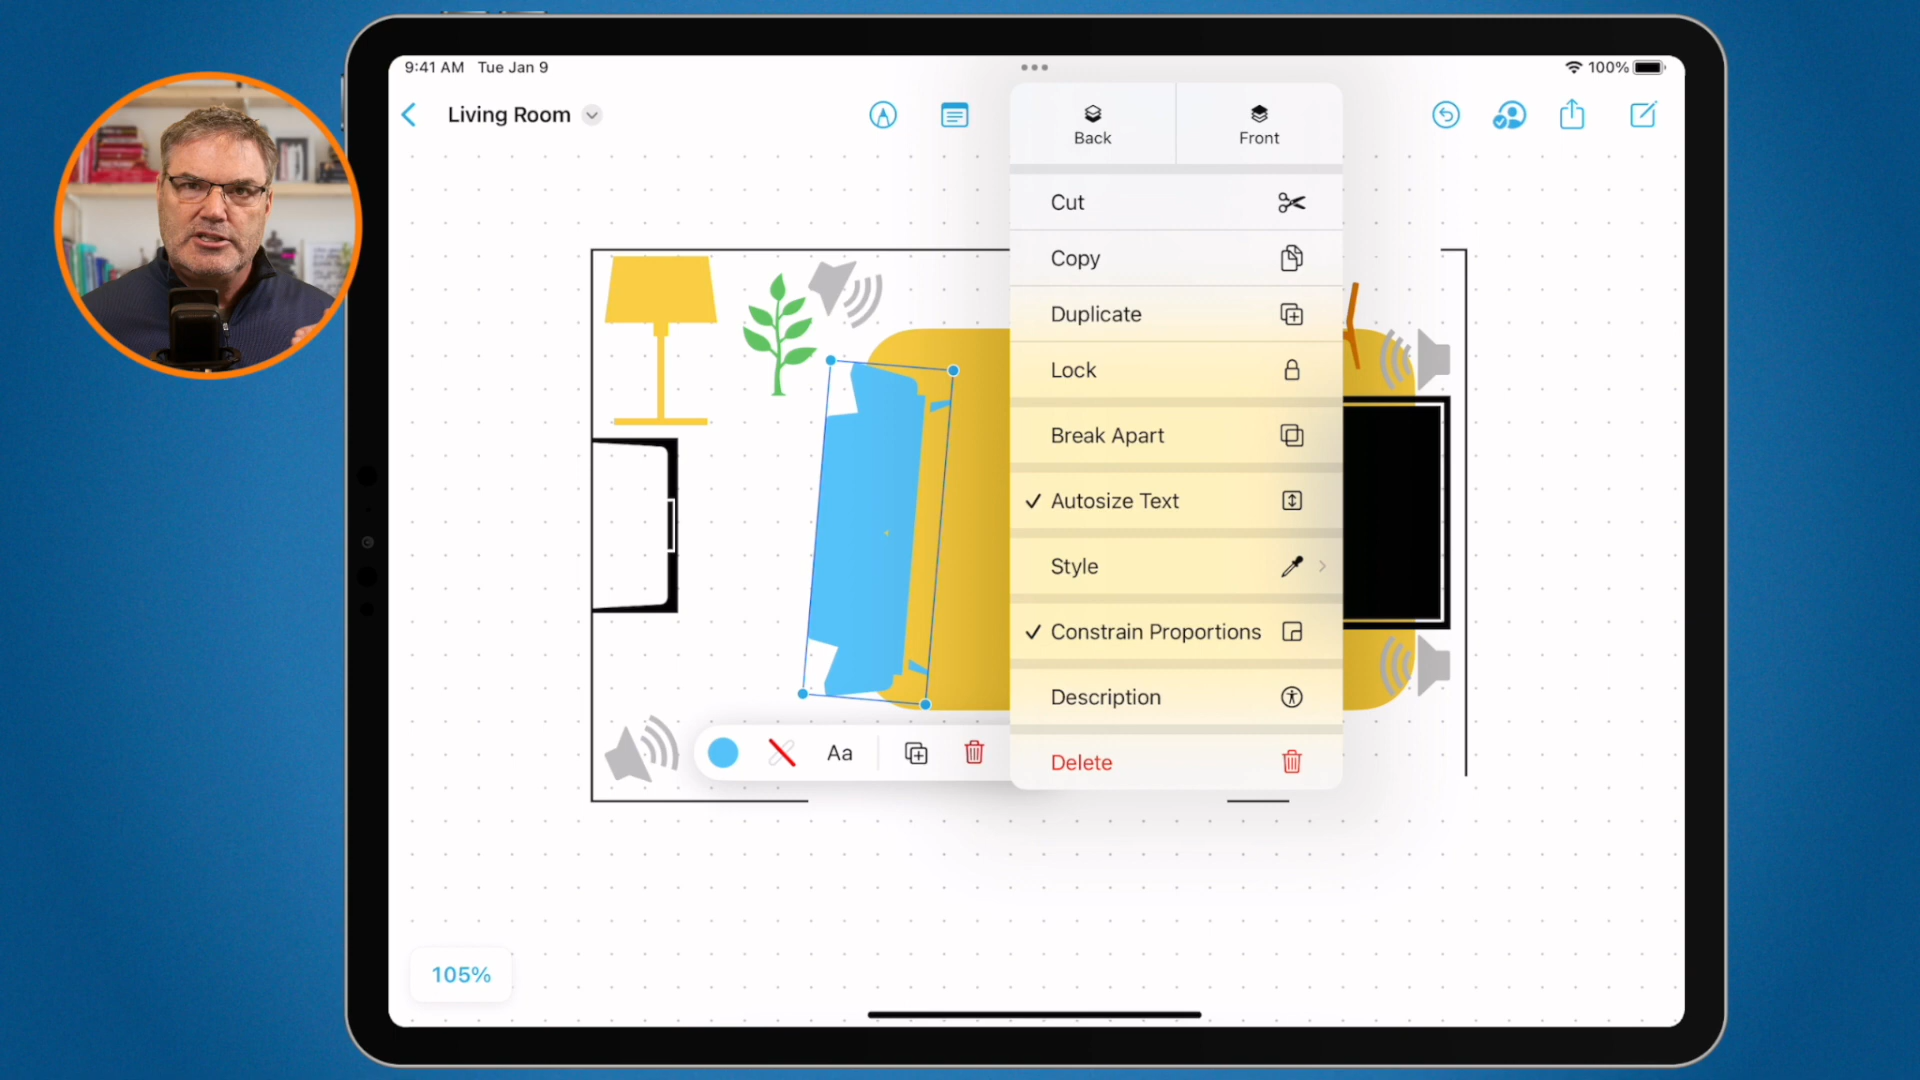 9:41 AM Tue Jan 9
100%
Living Room
Back
Front
Cut
Copy
Duplicate
Lock
Break Apart
Autosize Text
Style
Constrain Proportions
Description
Delete
Aa
105%